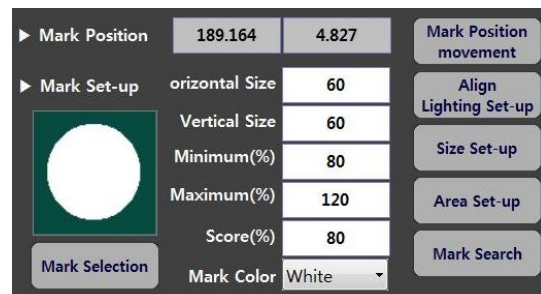 ▶ Mark Position 189.164 4.827
Mark Position
movement
▶ Mark Set-up orizontal Size 60
Align
Lighting Set-up
Vertical Size 60
Minimum(%) 80
Size Set-up
Maximum(%) 120
Area Set-up
Score(%) 80
Mark Selection
Mark Color White
Mark Search